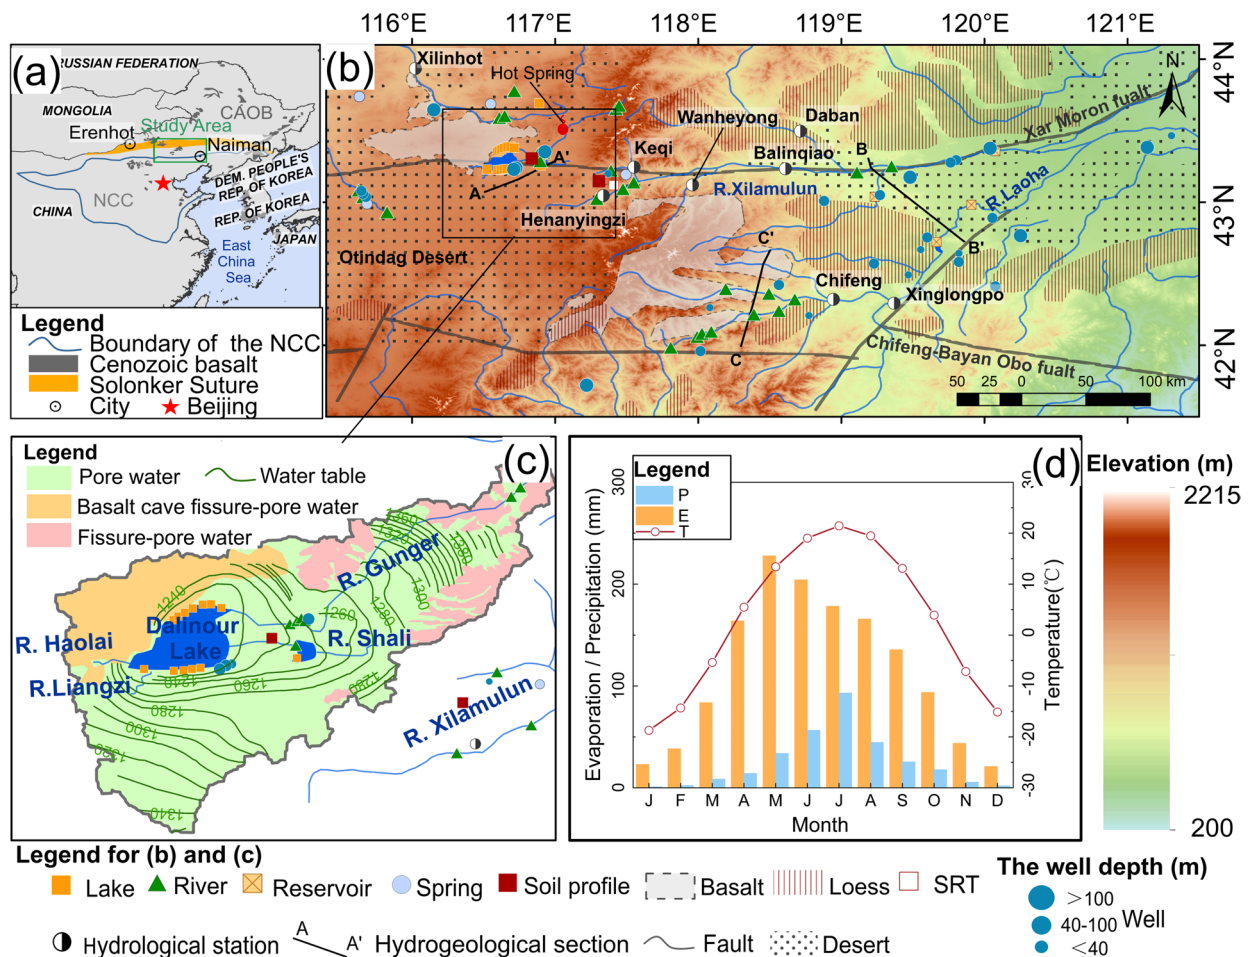 116°E
117°E
118°E
119°E
120°E
121°E
(a)
RUSSIAN FEDERATION
MONGOLIA
CAOB
Erenhot
Study Area
Naiman
NCC
DEM. PEOPLE'S
REP. OF KOREA
REP. OF KOREA
CHINA
JAPAN
East
China
Sea
Legend
Boundary of the NCC
Cenozoic basalt
Solonker Suture
City
Beijing
(b)
Xilinhot
Hot Spring
N
44°N
Wanheyong
Daban
Xar Moron fualt
Keqi
Balinqiao
B
A'
A
R.Xilamulun
R.Laoha
43°N
Henanyingzi
C'
B'
Otindag Desert
Chifeng
Xinglongpo
C
Chifeng-Bayan Obo fualt
42°N
50 25 0 50 100 km
(c)
Legend
Pore water
Water table
Basalt cave fissure-pore water
Fissure-pore water
1360
1320
1380
R. Gunger
1300
1240
1280
1260
R. Haolai
Dalinour
Lake
R. Shali
R.Liangzi
1240
1260
1280
1280
1300
1320
1340
R. Xilamulun
(d)
Legend
P
E
T
Evaporation / Precipitation (mm)
300
200
100
0
30
20
10
0
-10
-20
-30
Temperature(℃)
J F M A M J J A S O N D
Month
Elevation (m)
2215
200
Legend for (b) and (c)
Lake
River
Reservoir
Spring
Soil profile
Basalt
Loess
SRT
Hydrological station
A
A'
Hydrogeological section
Fault
Desert
The well depth (m)
>100
40-100
<40
Well